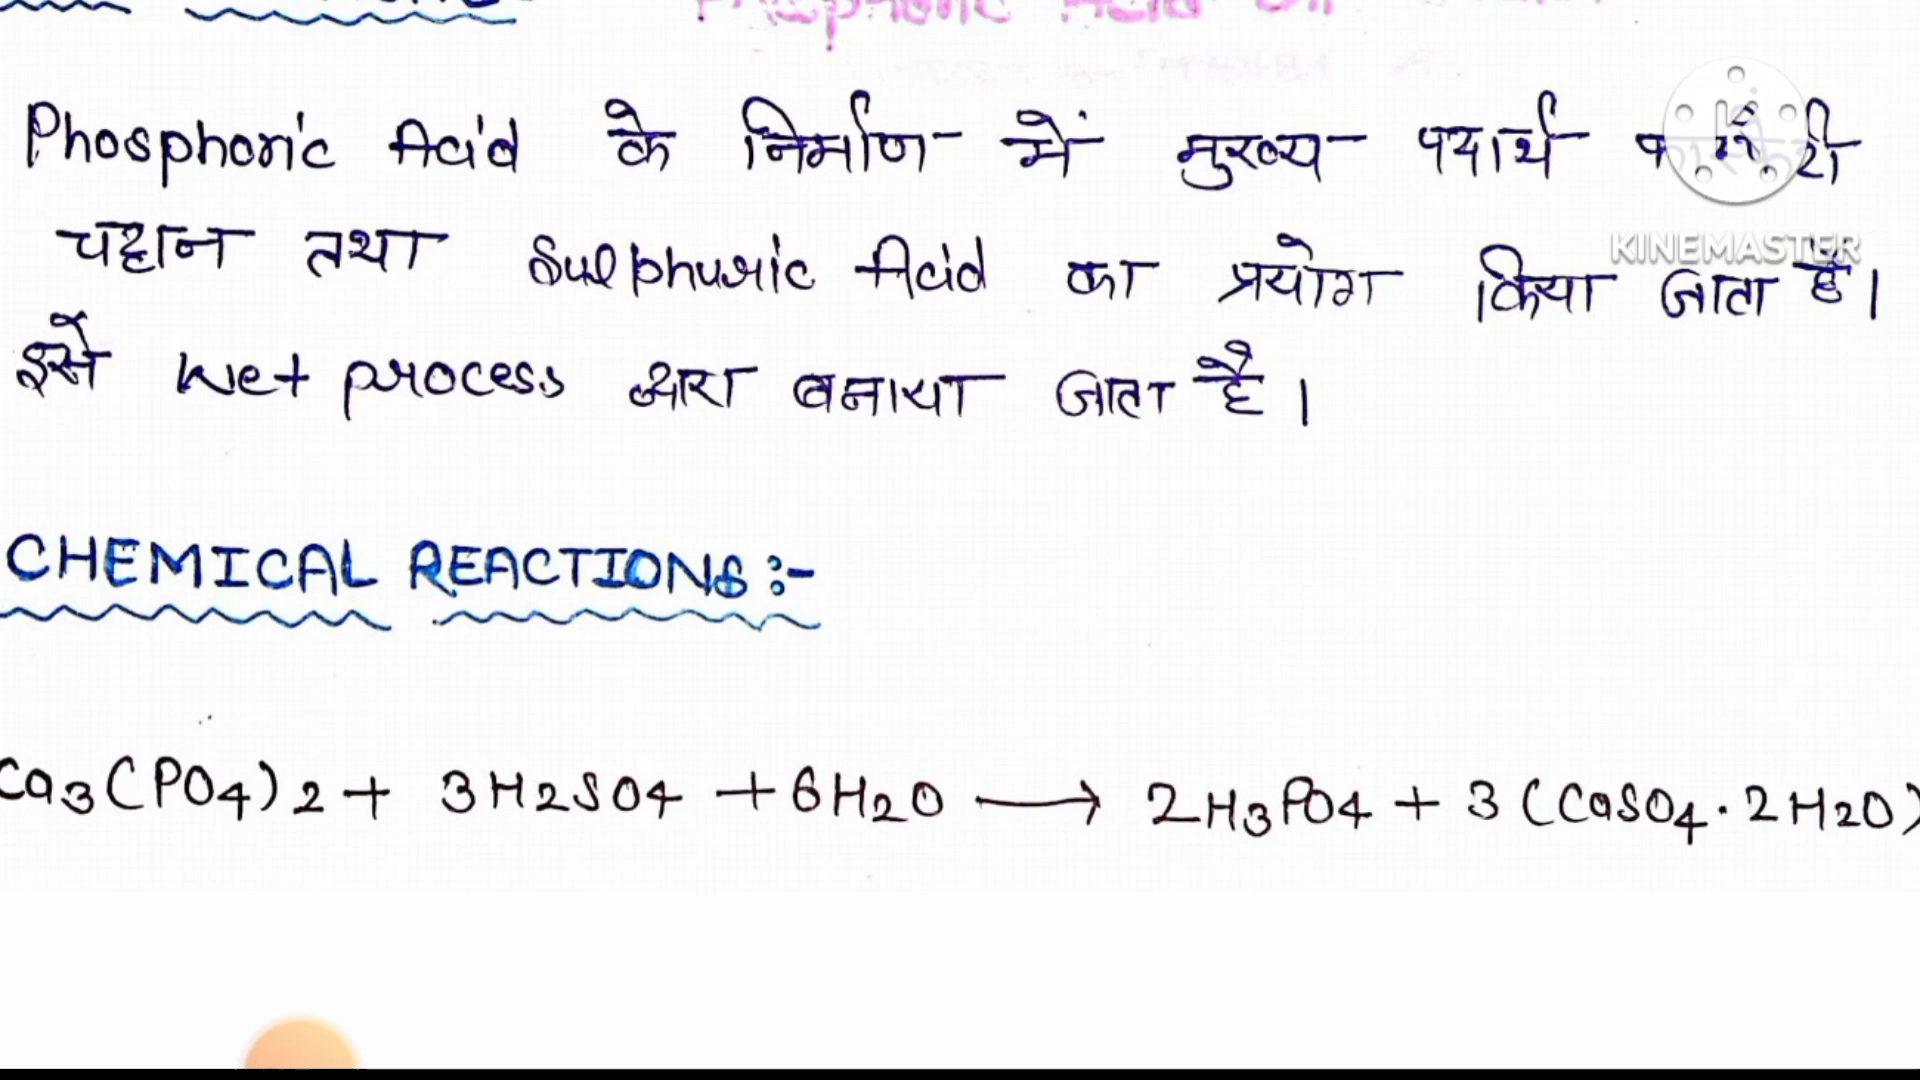 Phosphoric Acid के निर्माण में मुख्य पदार्थ
चट्टान तथा Sulphuric Acid का प्रयोग किया जाता है।
KINEMASTER
इसे Wet process द्वारा बनाया जाता है।
CHEMICAL REACTIONS :-
Ca3(PO4)2 + 3H2SO4 + 6H2O → 2H3PO4 + 3(CaSO4.2H2O)